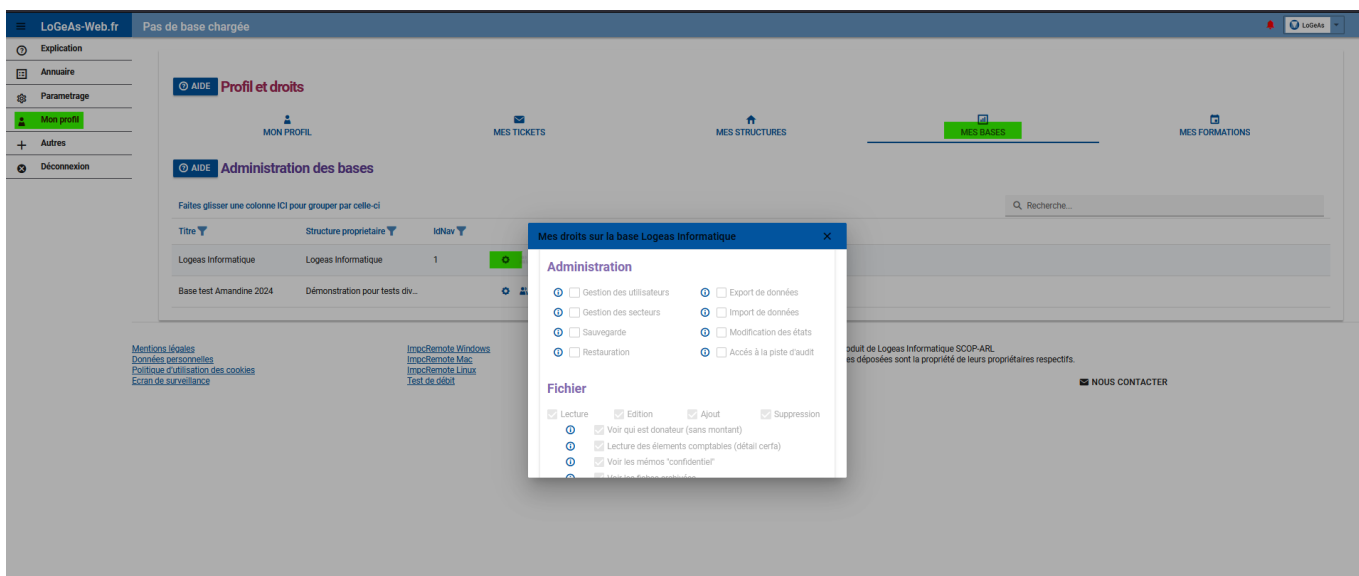 LoGeAs-Web.fr
Pas de base chargée
LoGeAs
Explication
Annuaire
Parametrage
Mon profil
Autres
Déconnexion
AIDE Profil et droits
MON PROFIL
MES TICKETS
MES STRUCTURES
MES BASES
MES FORMATIONS
AIDE Administration des bases
Faites glisser une colonne ICI pour grouper par celle-ci
Recherche...
Titre
Structure proprietaire
IdNav
Logeas Informatique
Logeas Informatique
1
Base test Amandine 2024
Démonstration pour tests div...
Mes droits sur la base Logeas Informatique
Administration
Gestion des utilisateurs
Export de données
Gestion des secteurs
Import de données
Sauvegarde
Modification des états
Restauration
Accés à la piste d'audit
Fichier
Lecture
Edition
Ajout
Suppression
Voir qui est donateur (sans montant)
Lecture des élements comptables (détail cerfa)
Voir les mémos "confidentiel"
Voir les fiches archivées
Mentions légales
Données personnelles
Politique d'utilisation des cookies
Ecran de surveillance
ImpcRemote Windows
ImpcRemote Mac
ImpcRemote Linux
Test de débit
oduit de Logeas Informatique SCOP-ARL
es déposées sont la propriété de leurs propriétaires respectifs.
NOUS CONTACTER